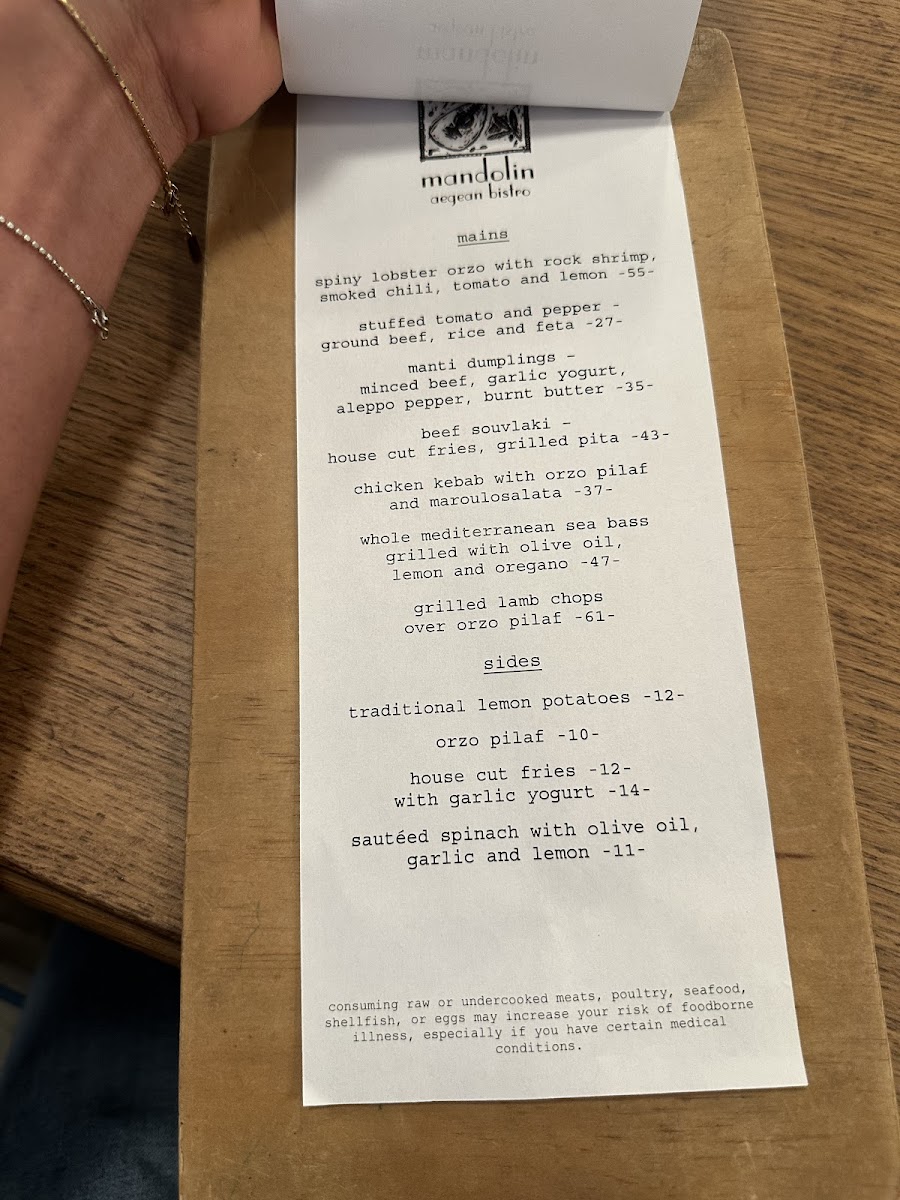 mandolin
aegean bistro
mains
spiny lobster orzo with rock shrimp,
smoked chili, tomato and lemon -55-
stuffed tomato and pepper -
ground beef, rice and feta -27-
manti dumplings -
minced beef, garlic yogurt,
aleppo pepper, burnt butter -35-
beef souvlaki -
house cut fries, grilled pita -43-
chicken kebab with orzo pilaf
and maroulosalata -37-
whole mediterranean sea bass
grilled with olive oil,
lemon and oregano -47-
grilled lamb chops
over orzo pilaf -61-
sides
traditional lemon potatoes -12-
orzo pilaf -10-
house cut fries -12-
with garlic yogurt -14-
sautéed spinach with olive oil,
garlic and lemon -11-
consuming raw or undercooked meats, poultry, seafood,
shellfish, or eggs may increase your risk of foodborne
illness, especially if you have certain medical
conditions.